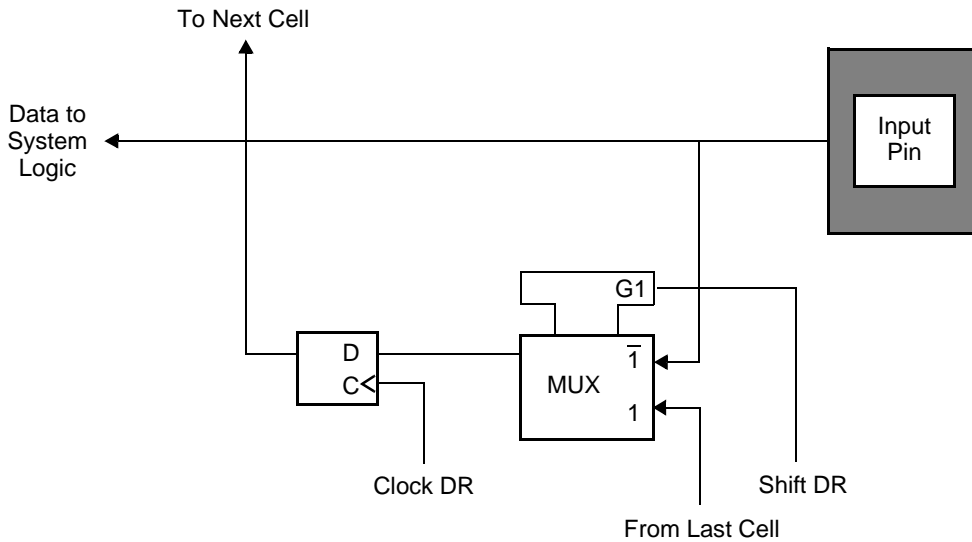 To Next Cell
Data to
System
Logic
Input
Pin
G1
D
C
MUX
1̅
1
Clock DR
Shift DR
From Last Cell